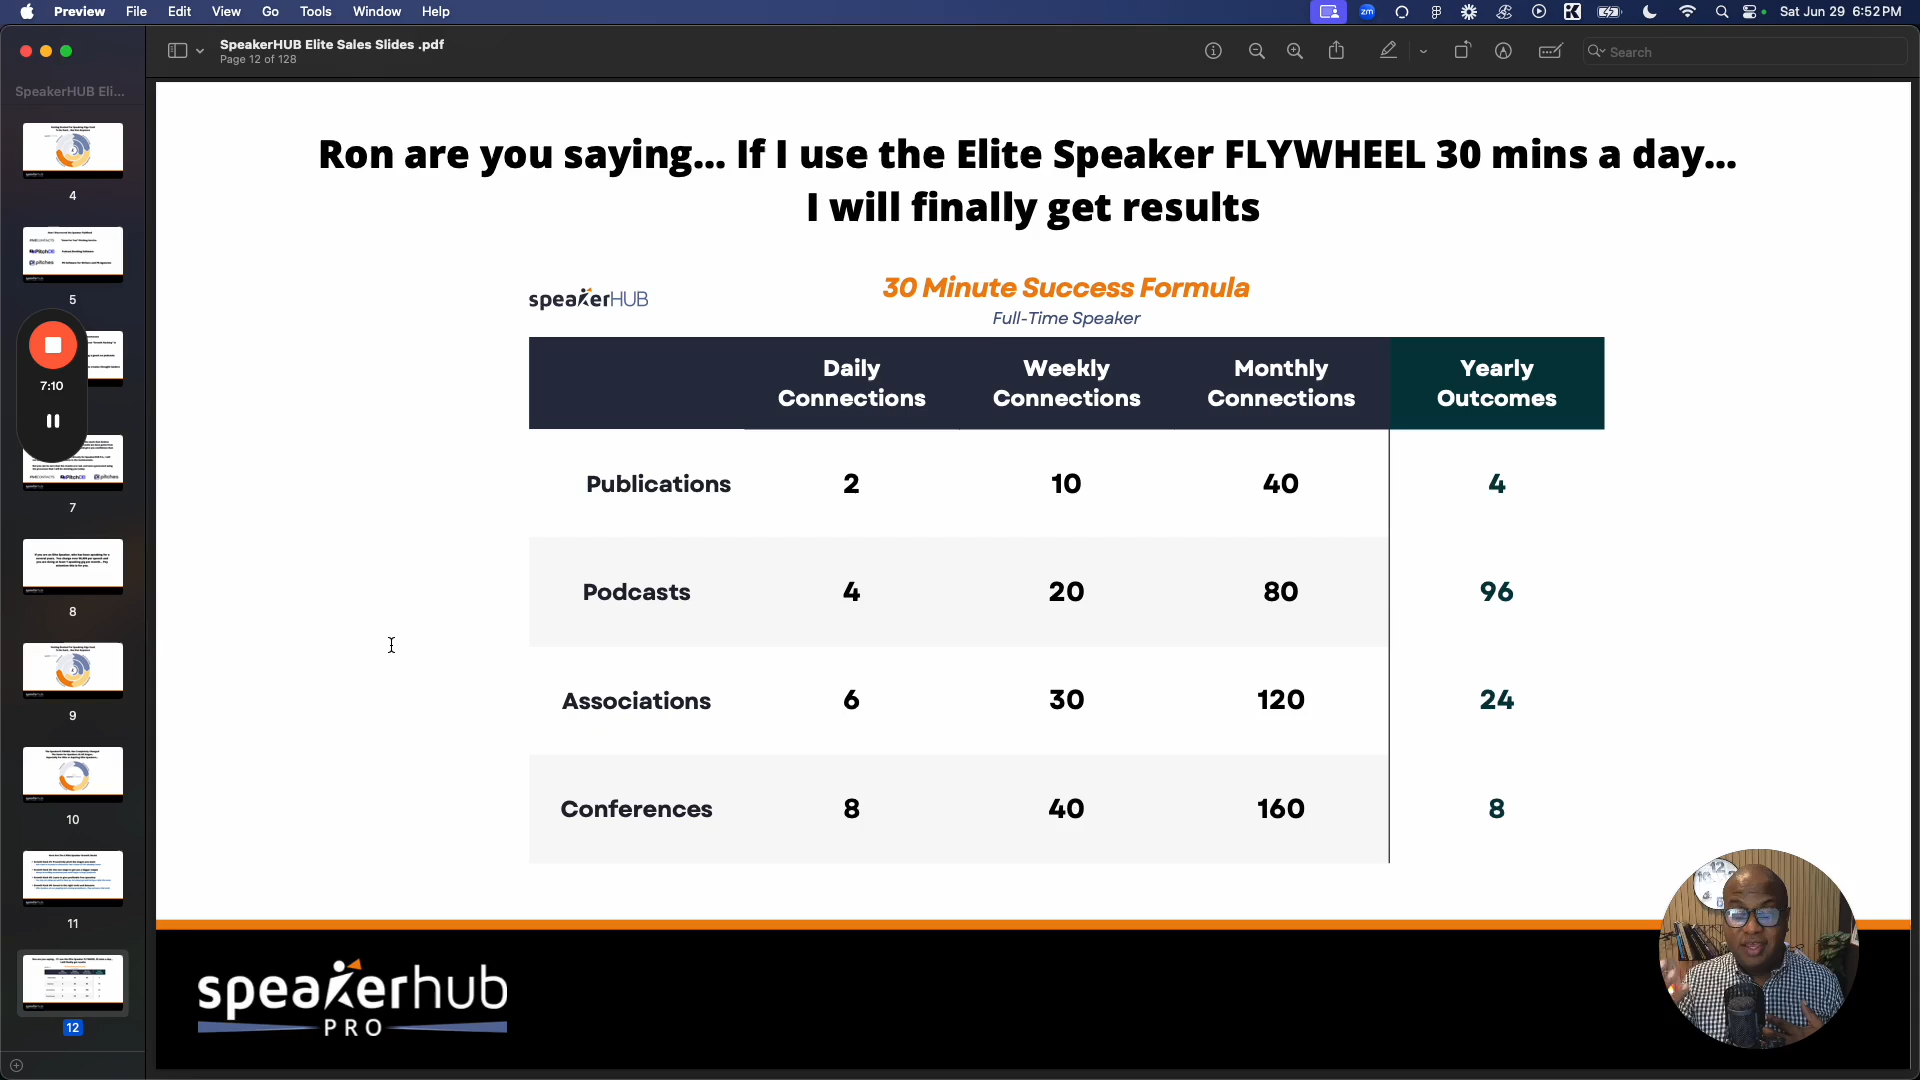 Preview File Edit View Go Tools Window Help
zm
Sat Jun 29 6:52 PM
SpeakerHUB Elite Sales Slides .pdf
Page 12 of 128
Search
SpeakerHUB Eli...
4
5
7:10
7
8
9
10
11
12
Ron are you saying... If I use the Elite Speaker FLYWHEEL 30 mins a day...
I will finally get results
speakerHUB
30 Minute Success Formula
Full-Time Speaker
Daily Connections
Weekly Connections
Monthly Connections
Yearly Outcomes
Publications 2 10 40 4
Podcasts 4 20 80 96
Associations 6 30 120 24
Conferences 8 40 160 8
speakerhub
PRO